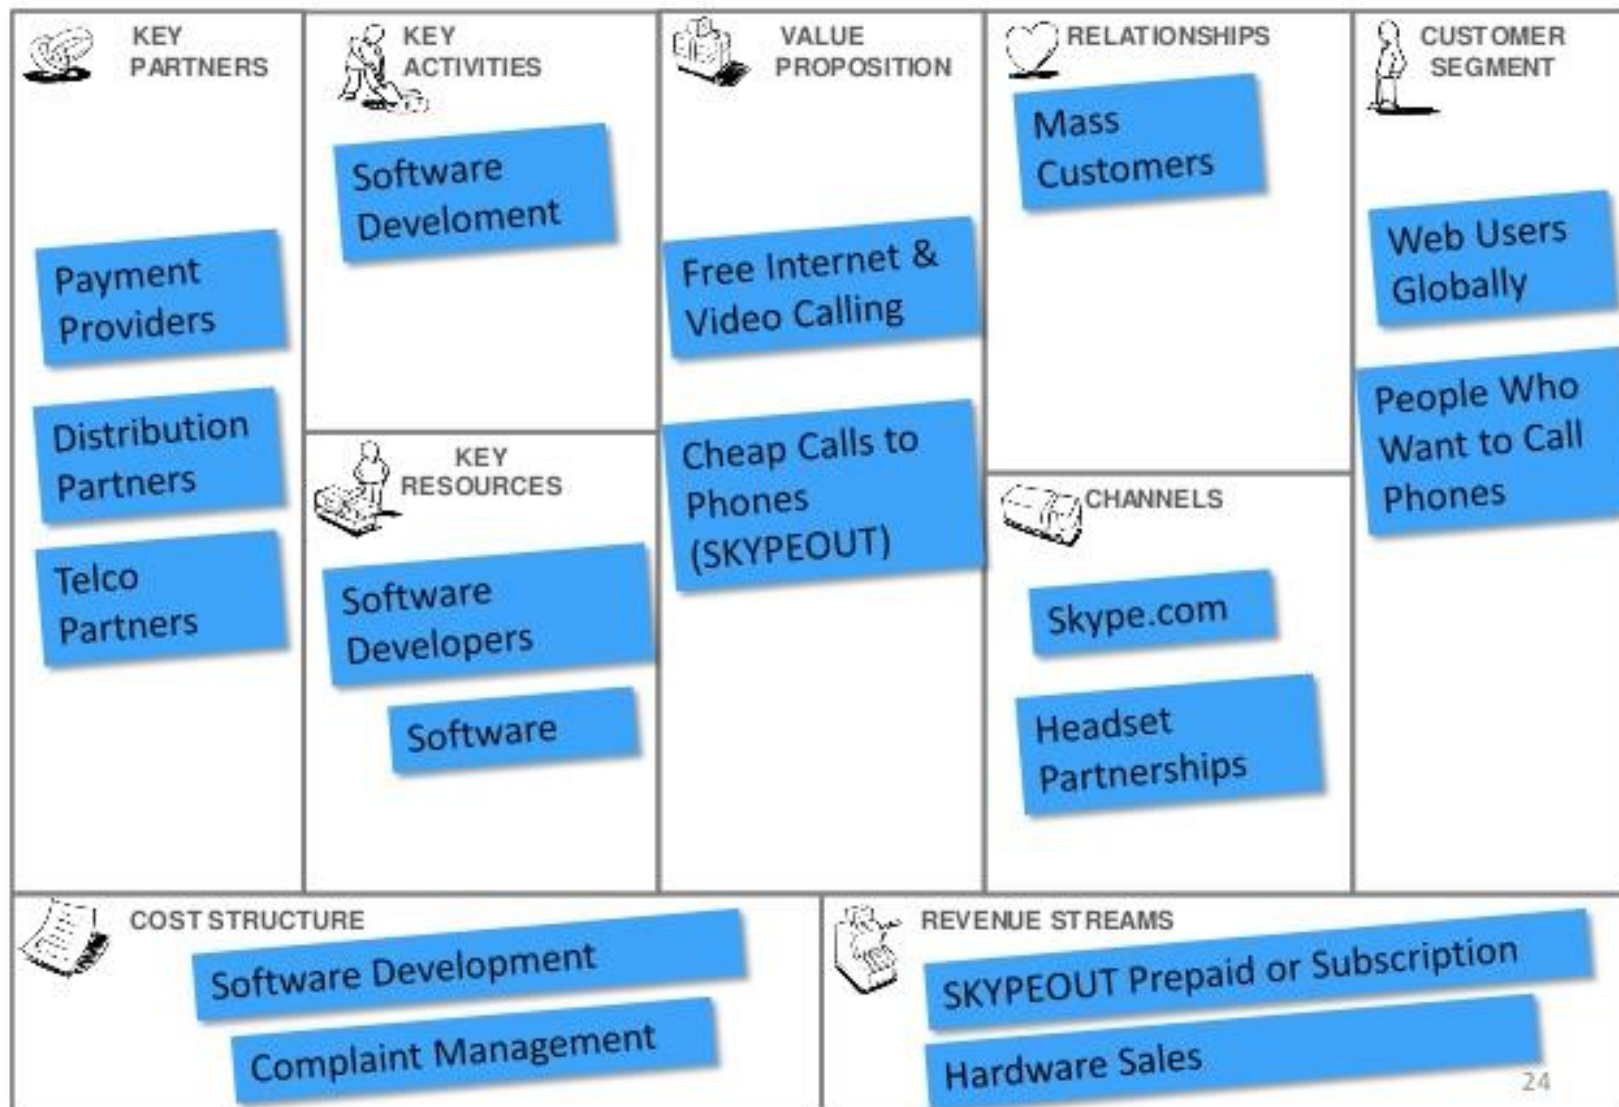 KEY
PARTNERS
Payment
Providers
Distribution
Partners
Telco
Partners
KEY
ACTIVITIES
Software
Develoment
KEY
RESOURCES
Software
Developers
Software
VALUE
PROPOSITION
Free Internet &
Video Calling
Cheap Calls to
Phones
(SKYPEOUT)
RELATIONSHIPS
Mass
Customers
CHANNELS
Skype.com
Headset
Partnerships
CUSTOMER
SEGMENT
Web Users
Globally
People Who
Want to Call
Phones
COST STRUCTURE
Software Development
Complaint Management
REVENUE STREAMS
SKYPEOUT Prepaid or Subscription
Hardware Sales
24